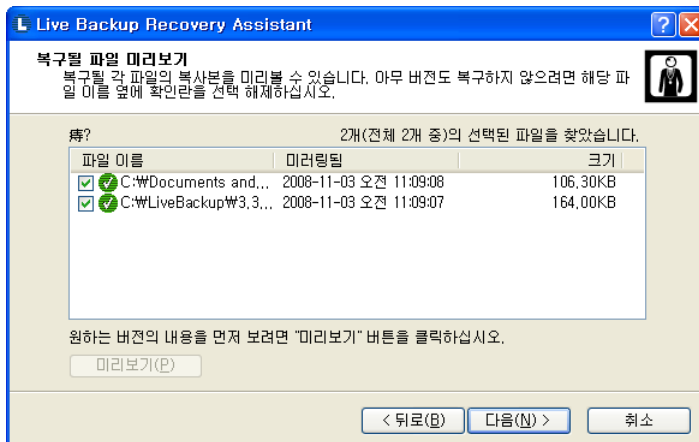 Live Backup Recovery Assistant
복구될 파일 미리보기
복구될 각 파일의 복사본을 미리볼 수 있습니다. 아무 버전도 복구하지 않으려면 해당 파
일 이름 옆에 확인란을 선택 해제하십시오.
痔? 2개(전체 2개 중)의 선택된 파일을 찾았습니다.
파일 이름 미러링됨 크기
C:₩Documents and... 2008-11-03 오전 11:09:08 106,30KB
C:₩LiveBackup₩3,3... 2008-11-03 오전 11:09:07 164,00KB
원하는 버전의 내용을 먼저 보려면 "미리보기" 버튼을 클릭하십시오.
미리보기(P)
< 뒤로(B) 다음(N) > 취소